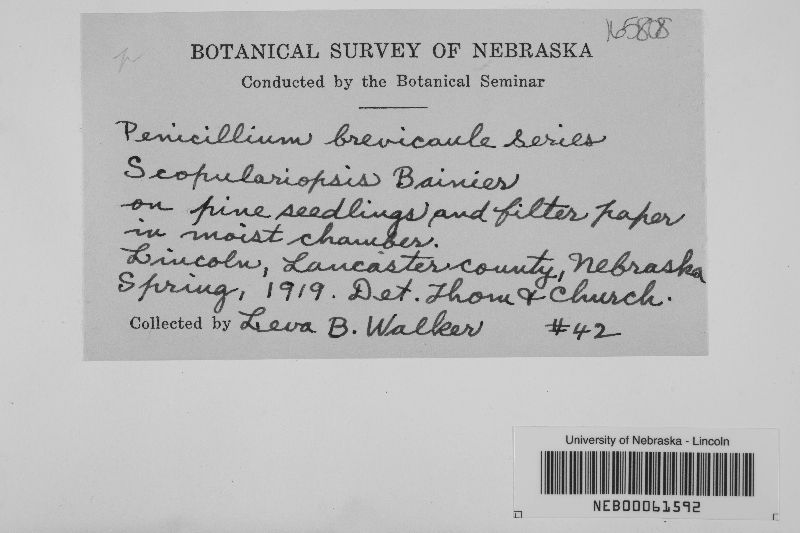 165808
BOTANICAL SURVEY OF NEBRASKA
Conducted by the Botanical Seminar
Penicillium brevicaule series
Scopulariopsis Bainier
on pine seedlings and filter paper
in moist chamber.
Lincoln, Lancaster county, Nebraska
Spring, 1919. Det. Thom & Church.
Collected by Leva B. Walker #42
University of Nebraska - Lincoln
NEB00061592